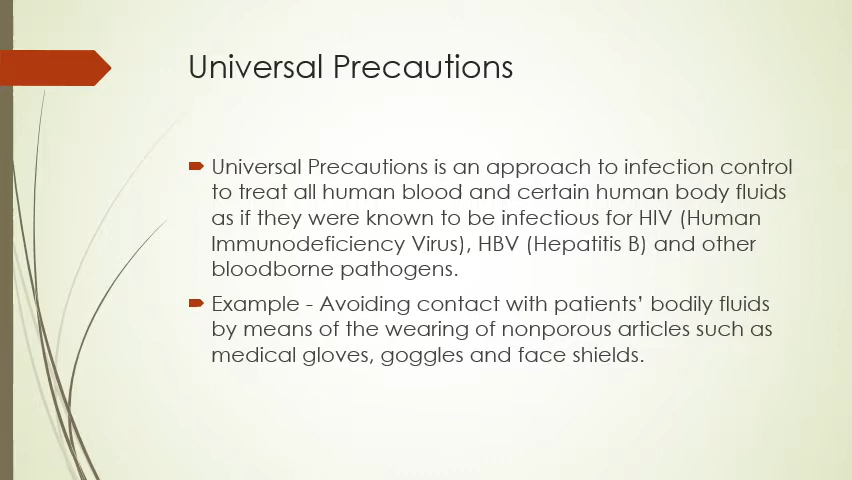 Universal Precautions
Universal Precautions is an approach to infection control
to treat all human blood and certain human body fluids
as if they were known to be infectious for HIV (Human
Immunodeficiency Virus), HBV (Hepatitis B) and other
bloodborne pathogens.
Example - Avoiding contact with patients’ bodily fluids
by means of the wearing of nonporous articles such as
medical gloves, goggles and face shields.